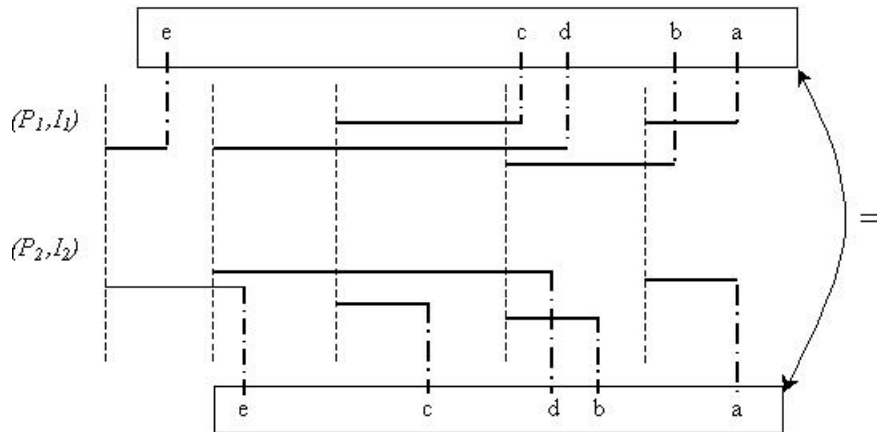 e c d b a
(P₁,I₁)
=
(P₂,I₂)
e c d b a